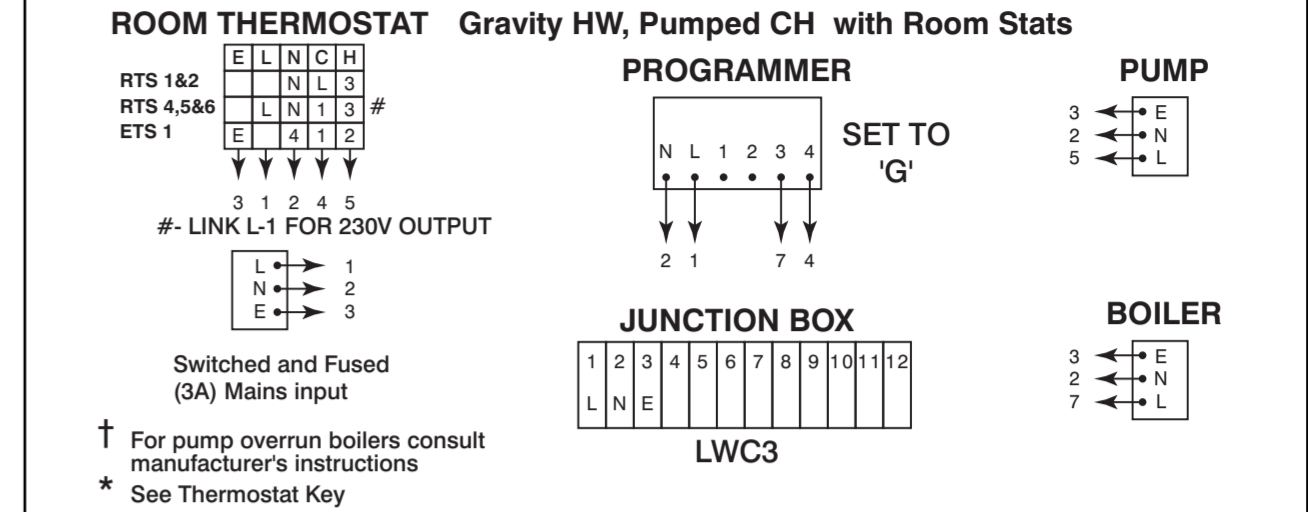 ROOM THERMOSTAT Gravity HW, Pumped CH with Room Stats
E L N C H
RTS 1&2 N L 3
RTS 4,5&6 L N 1 3 #
ETS 1 E 4 1 2
3 1 2 4 5
#- LINK L-1 FOR 230V OUTPUT
L 1
N 2
E 3
Switched and Fused
(3A) Mains input
† For pump overrun boilers consult
manufacturer's instructions
* See Thermostat Key
PROGRAMMER
N L 1 2 3 4
SET TO
'G'
2 1 7 4
JUNCTION BOX
1 2 3 4 5 6 7 8 9 10 11 12
L N E
LWC3
PUMP
3 E
2 N
5 L
BOILER
3 E
2 N
7 L